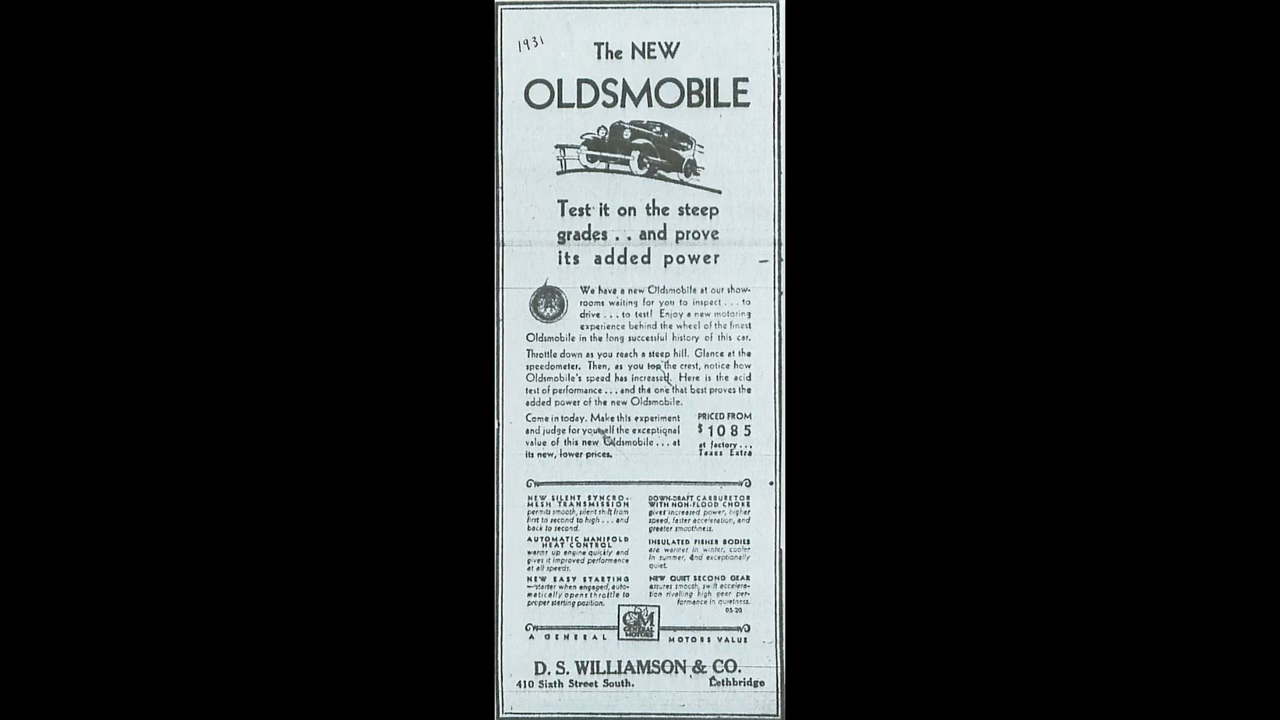 1931
The NEW
OLDSMOBILE
Test it on the steep
grades . . and prove
its added power
We have a new Oldsmobile at our show-
rooms waiting for you to inspect . . . to
drive . . . to test! Enjoy a new motoring
experience behind the wheel of the finest
Oldsmobile in the long successful history of this car.
Throttle down as you reach a steep hill. Glance at the
speedometer. Then, as you top the crest, notice how
Oldsmobile's speed has increased. Here is the acid
test of performance . . . and the one that best proves the
added power of the new Oldsmobile.
Come in today. Make this experiment
and judge for yourself the exceptional
value of this new Oldsmobile . . . at
its new, lower prices.
PRICED FROM
$1085
at factory . . .
Taxes Extra
NEW SILENT SYNCRO-
MESH TRANSMISSION
permits smooth, silent shift from
first to second to high . . . and
back to second.
AUTOMATIC MANIFOLD
HEAT CONTROL
warms up engine quickly and
gives it improved performance
at all speeds.
NEW EASY STARTING
—starter when engaged, auto-
matically opens throttle to
proper starting position.
DOWN-DRAFT CARBURETOR
WITH NON-FLOOD CHOKE
gives increased power, higher
speed, faster acceleration, and
greater smoothness.
INSULATED FISHER BODIES
are warmer in winter, cooler
in summer, and exceptionally
quiet.
NEW QUIET SECOND GEAR
assures smooth, swift accelera-
tion rivalling high gear per-
formance in quietness.
OS-20
GM
GENERAL
MOTORS
A GENERAL MOTORS VALUE
D. S. WILLIAMSON & CO.
410 Sixth Street South. Lethbridge